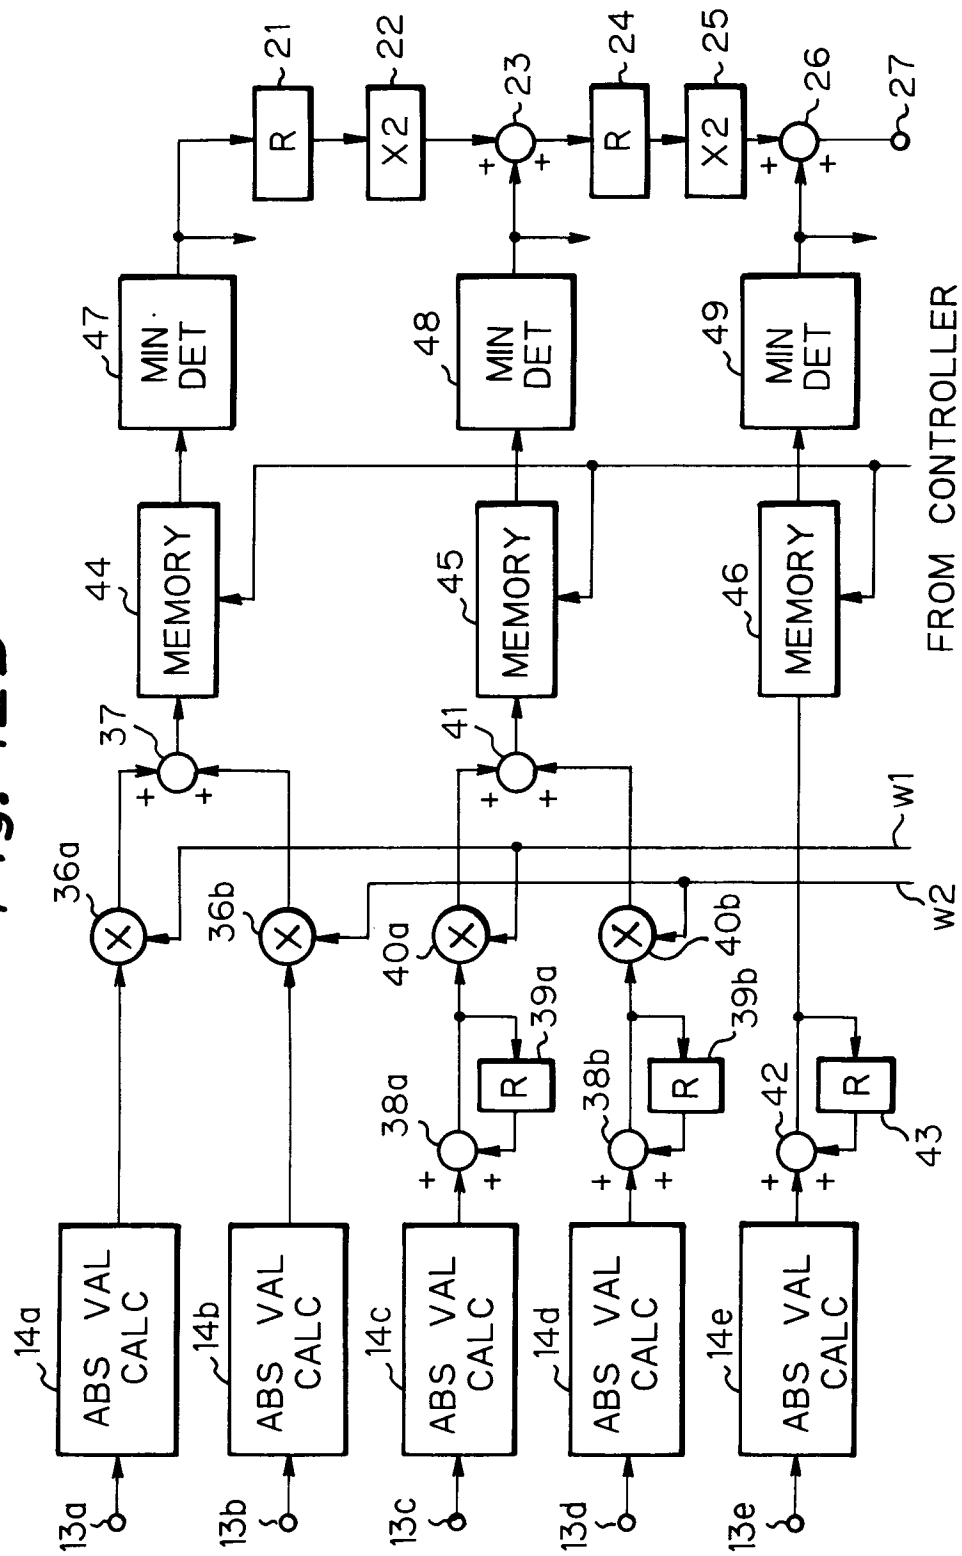 13a
14a
ABS VAL
CALC
36a
37
+
+
44
MEMORY
47
MIN
DET
21
R
22
X2
13b
14b
ABS VAL
CALC
36b
X
X
23
+
+
13c
14c
ABS VAL
CALC
38a
+
+
39a
R
40a
X
41
+
+
45
MEMORY
48
MIN
DET
24
R
25
X2
13d
14d
ABS VAL
CALC
38b
+
+
39b
R
40b
X
26
+
+
27
13e
14e
ABS VAL
CALC
42
+
+
43
R
46
MEMORY
49
MIN
DET
W1
W2
FROM CONTROLLER